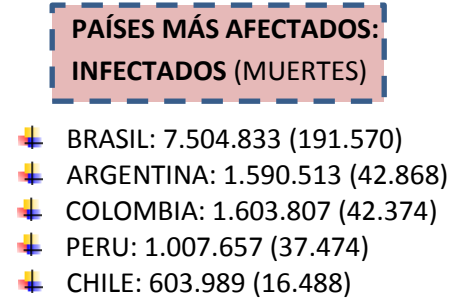 PAÍSES MÁS AFECTADOS:
INFECTADOS (MUERTES)
BRASIL: 7.504.833 (191.570)
ARGENTINA: 1.590.513 (42.868)
COLOMBIA: 1.603.807 (42.374)
PERU: 1.007.657 (37.474)
CHILE: 603.989 (16.488)